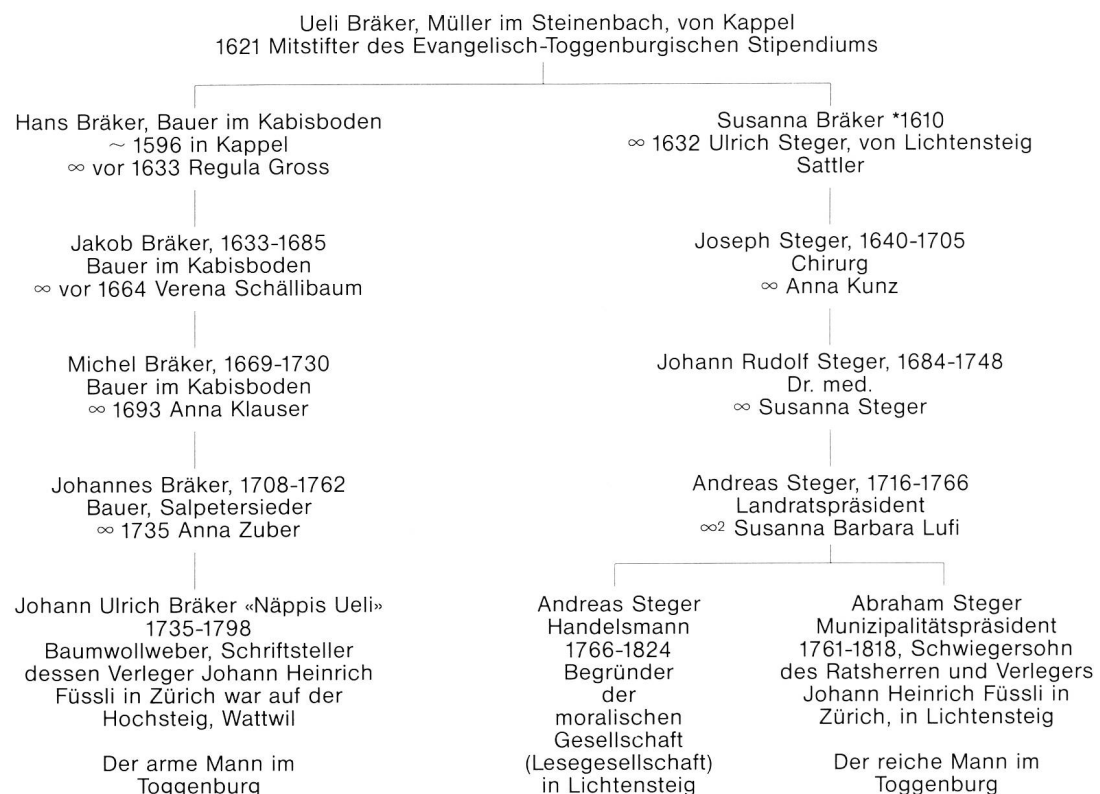 Ueli Bräker, Müller im Steinenbach, von Kappel
1621 Mitstifter des Evangelisch-Toggenburgischen Stipendiums
Hans Bräker, Bauer im Kabisboden
~ 1596 in Kappel
∞ vor 1633 Regula Gross
Jakob Bräker, 1633-1685
Bauer im Kabisboden
∞ vor 1664 Verena Schällibaum
Michel Bräker, 1669-1730
Bauer im Kabisboden
∞ 1693 Anna Klauser
Johannes Bräker, 1708-1762
Bauer, Salpetersieder
∞ 1735 Anna Zuber
Johann Ulrich Bräker «Näppis Ueli»
1735-1798
Baumwollweber, Schriftsteller
dessen Verleger Johann Heinrich
Füssli in Zürich war auf der
Hochsteig, Wattwil
Der arme Mann im
Toggenburg
Susanna Bräker *1610
∞ 1632 Ulrich Steger, von Lichtensteig
Sattler
Joseph Steger, 1640-1705
Chirurg
∞ Anna Kunz
Johann Rudolf Steger, 1684-1748
Dr. med.
∞ Susanna Steger
Andreas Steger, 1716-1766
Landratspräsident
∞² Susanna Barbara Lufi
Andreas Steger
Handelsmann
1766-1824
Begründer
der
moralischen
Gesellschaft
(Lesegesellschaft)
in Lichtensteig
Abraham Steger
Munizipalitätspräsident
1761-1818, Schwiegersohn
des Ratsherren und Verlegers
Johann Heinrich Füssli in
Zürich, in Lichtensteig
Der reiche Mann im
Toggenburg